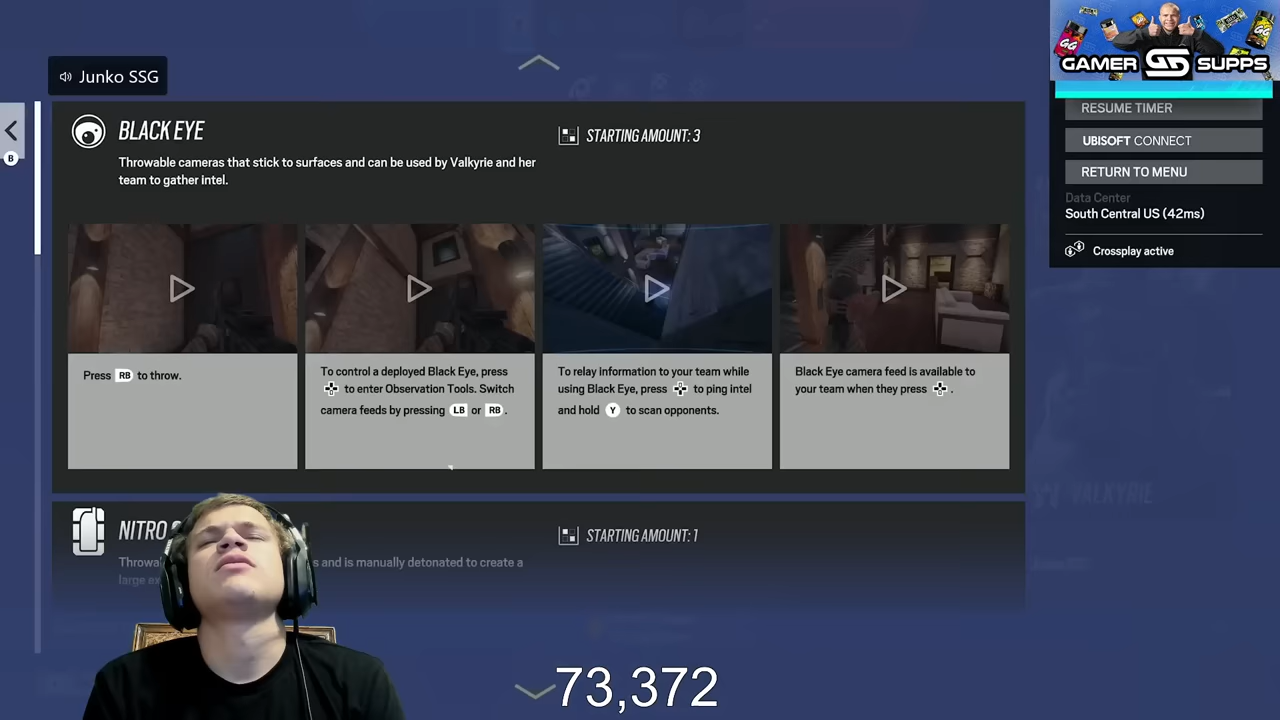 Junko SSG
GAMER SUPPS
GG
GG
RESUME TIMER
UBISOFT CONNECT
RETURN TO MENU
Data Center
South Central US (42ms)
Crossplay active
B
BLACK EYE
STARTING AMOUNT: 3
Throwable cameras that stick to surfaces and can be used by Valkyrie and her
team to gather intel.
Press RB to throw.
To control a deployed Black Eye, press
to enter Observation Tools. Switch
camera feeds by pressing LB or RB .
To relay information to your team while
using Black Eye, press to ping intel
and hold Y to scan opponents.
Black Eye camera feed is available to
your team when they press .
VALKYRIE
NITRO
STARTING AMOUNT: 1
s and is manually detonated to create a
large
73,372